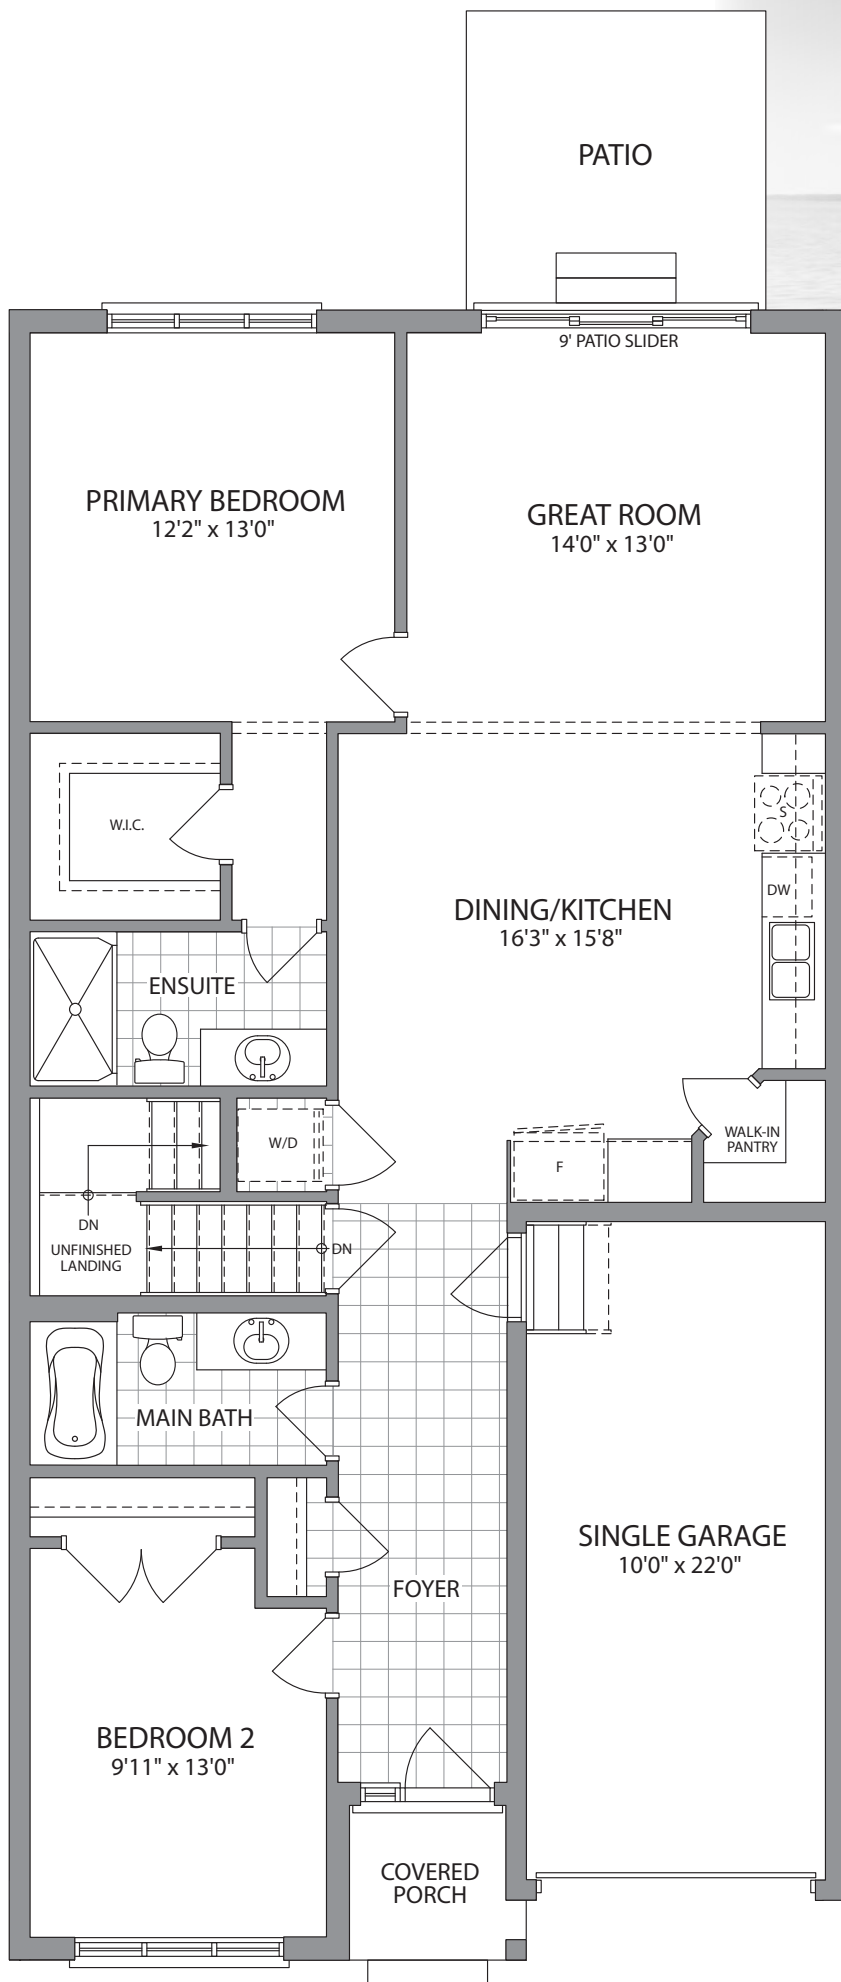 PATIO
9' PATIO SLIDER
PRIMARY BEDROOM
12'2" x 13'0"
GREAT ROOM
14'0" x 13'0"
W.I.C.
S
DW
DINING/KITCHEN
16'3" x 15'8"
ENSUITE
W/D
WALK-IN
PANTRY
F
DN
UNFINISHED
LANDING
DN
MAIN BATH
SINGLE GARAGE
10'0" x 22'0"
FOYER
BEDROOM 2
9'11" x 13'0"
COVERED
PORCH